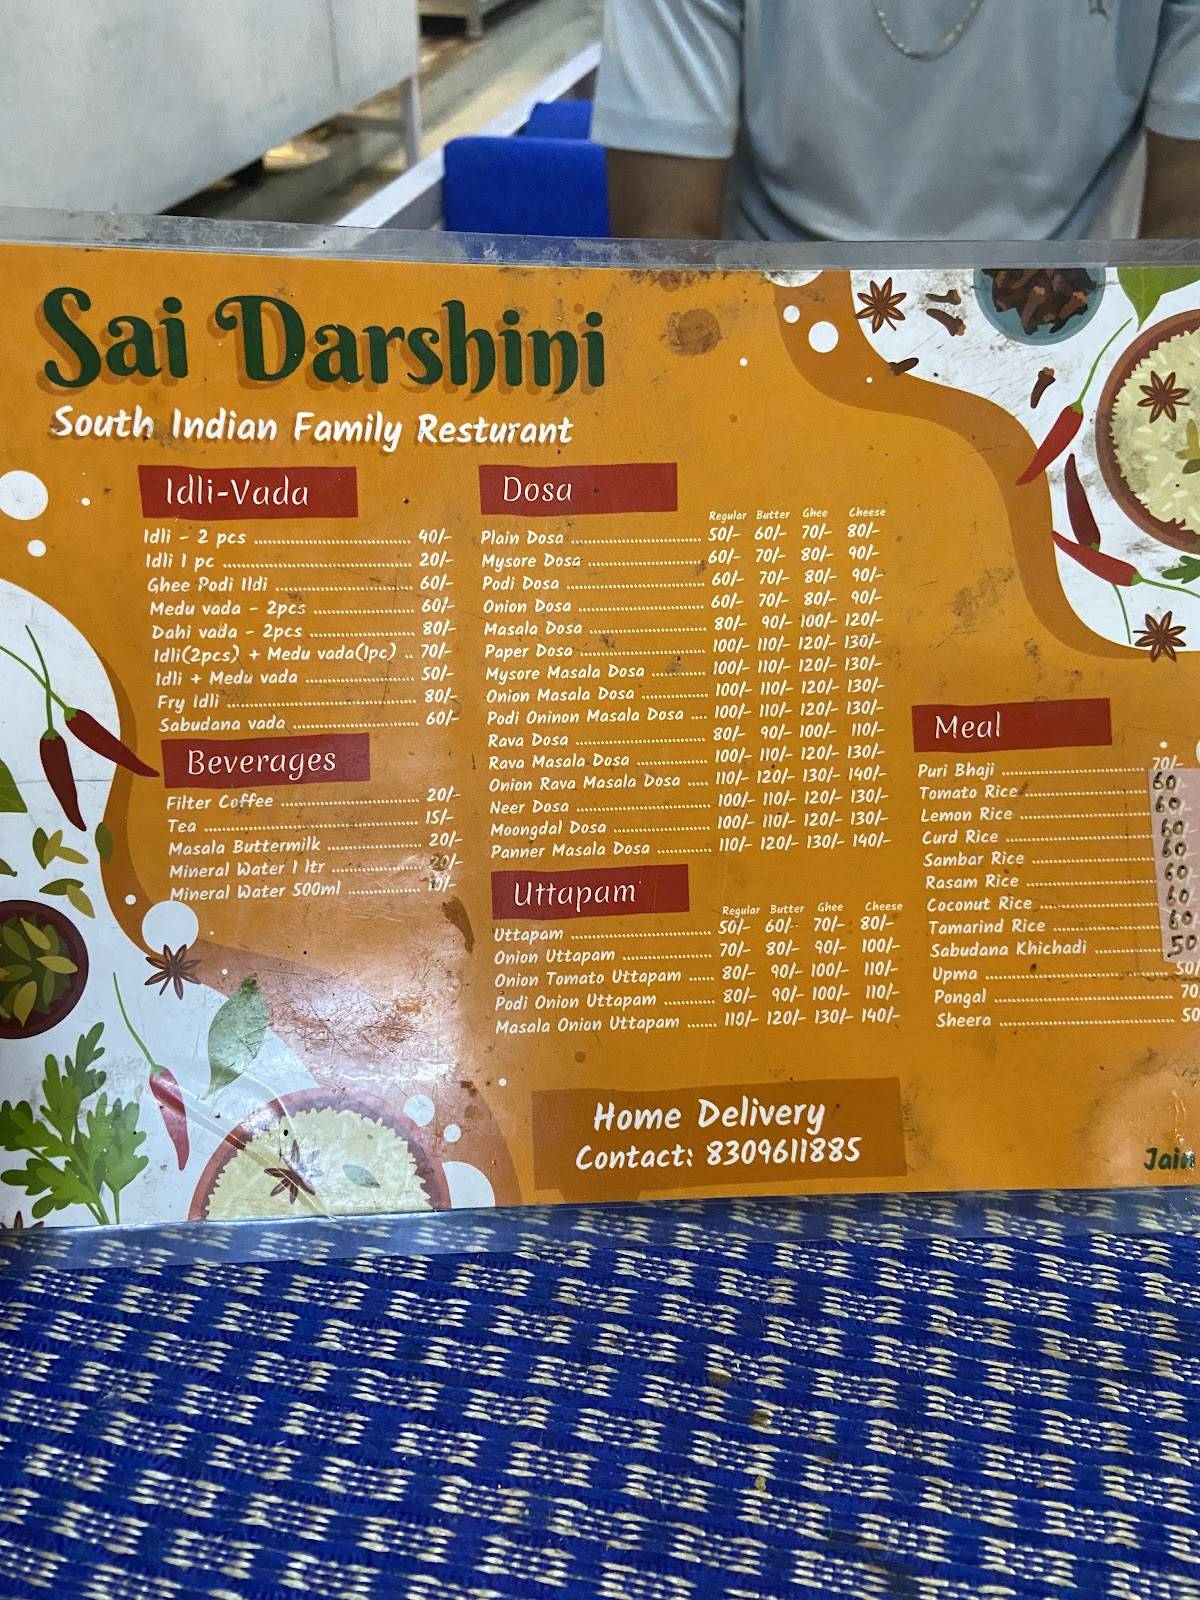 Sai Darshini
South Indian Family Resturant
Idli-Vada
Idli - 2 pcs 40/-
Idli 1 pc 20/-
Ghee Podi Ildi 60/-
Medu vada - 2pcs 60/-
Dahi vada - 2pcs 80/-
Idli(2pcs) + Medu vada(1pc) 70/-
Idli + Medu vada 50/-
Fry Idli 80/-
Sabudana vada 60/-
Beverages
Filter Coffee 20/-
Tea 15/-
Masala Buttermilk 20/-
Mineral Water 1 ltr 20/-
Mineral Water 500ml 10/-
Dosa
Regular Butter Ghee Cheese
Plain Dosa 50/- 60/- 70/- 80/-
Mysore Dosa 60/- 70/- 80/- 90/-
Podi Dosa 60/- 70/- 80/- 90/-
Onion Dosa 60/- 70/- 80/- 90/-
Masala Dosa 80/- 90/- 100/- 120/-
Paper Dosa 100/- 110/- 120/- 130/-
Mysore Masala Dosa 100/- 110/- 120/- 130/-
Onion Masala Dosa 100/- 110/- 120/- 130/-
Podi Oninon Masala Dosa 100/- 110/- 120/- 130/-
Rava Dosa 80/- 90/- 100/- 110/-
Rava Masala Dosa 100/- 110/- 120/- 130/-
Onion Rava Masala Dosa 110/- 120/- 130/- 140/-
Neer Dosa 100/- 110/- 120/- 130/-
Moongdal Dosa 100/- 110/- 120/- 130/-
Panner Masala Dosa 110/- 120/- 130/- 140/-
Uttapam
Regular Butter Ghee Cheese
Uttapam 50/- 60/- 70/- 80/-
Onion Uttapam 70/- 80/- 90/- 100/-
Onion Tomato Uttapam 80/- 90/- 100/- 110/-
Podi Onion Uttapam 80/- 90/- 100/- 110/-
Masala Onion Uttapam 110/- 120/- 130/- 140/-
Meal
Puri Bhaji 70/-
Tomato Rice 60
Lemon Rice 60
Curd Rice 60
Sambar Rice 60
Rasam Rice 60
Coconut Rice 60
Tamarind Rice 60
Sabudana Khichadi 50
Upma 50/
Pongal 70
Sheera 50
Home Delivery
Contact: 8309611885
Jain